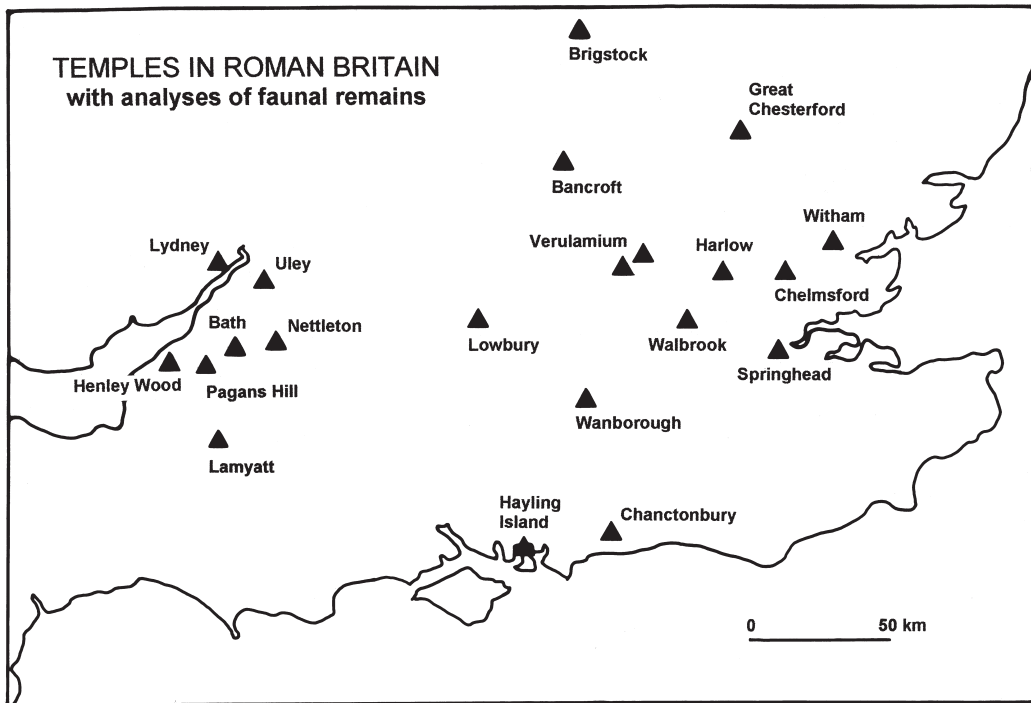 TEMPLES IN ROMAN BRITAIN
with analyses of faunal remains
Brigstock
Great
Chesterford
Bancroft
Witham
Verulamium
Harlow
Lydney
Uley
Chelmsford
Bath
Nettleton
Lowbury
Walbrook
Springhead
Henley Wood
Pagans Hill
Wanborough
Lamyatt
Hayling
Island
Chanctonbury
0 50 km